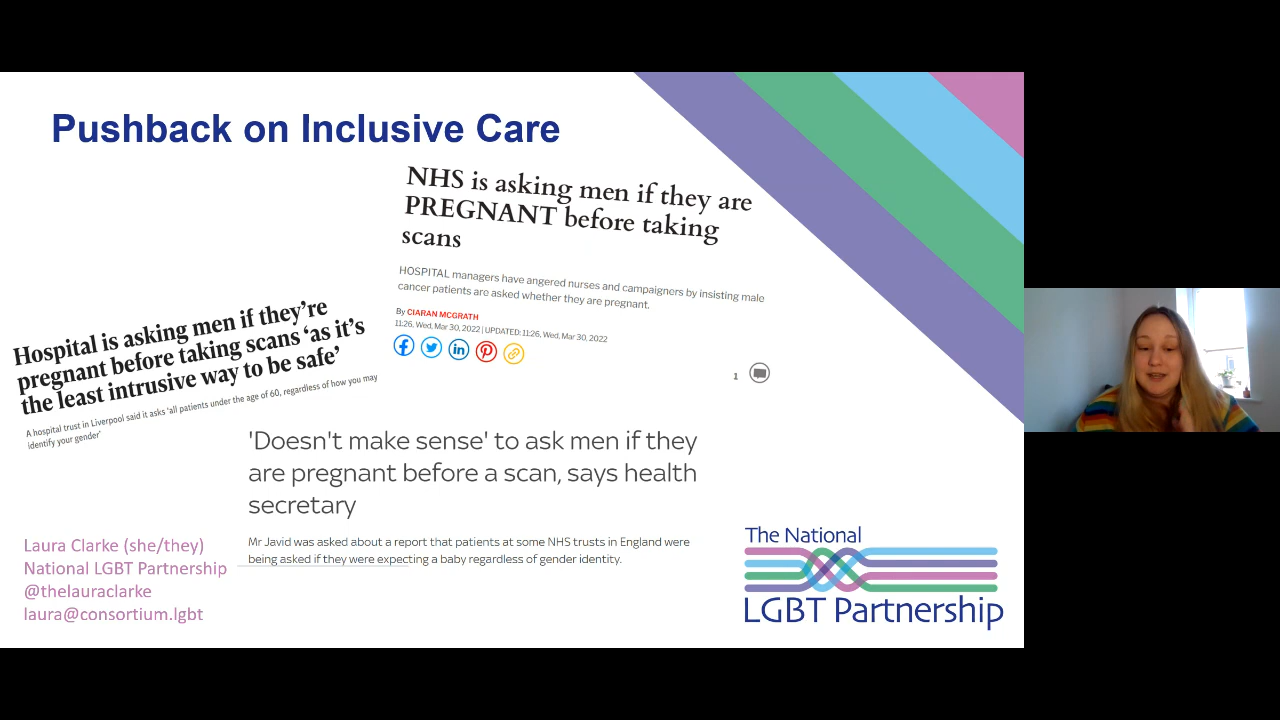 Pushback on Inclusive Care
NHS is asking men if they are
PREGNANT before taking
scans
HOSPITAL managers have angered nurses and campaigners by insisting male
cancer patients are asked whether they are pregnant.
By CIARAN MCGRATH
11:26, Wed, Mar 30, 2022 | UPDATED: 11:26, Wed, Mar 30, 2022
1
Hospital is asking men if they’re
pregnant before taking scans ‘as it’s
the least intrusive way to be safe’
A hospital trust in Liverpool said it asks ‘all patients under the age of 60, regardless of how you may
identify your gender’
'Doesn't make sense' to ask men if they
are pregnant before a scan, says health
secretary
Mr Javid was asked about a report that patients at some NHS trusts in England were
being asked if they were expecting a baby regardless of gender identity.
Laura Clarke (she/they)
National LGBT Partnership
@thelauraclarke
laura@consortium.lgbt
The National
LGBT Partnership